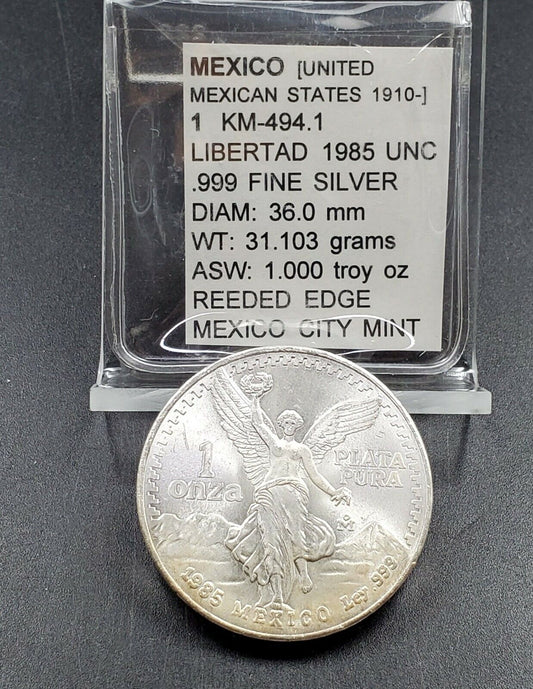 MEXICO [UNITED
MEXICAN STATES 1910-]
1 KM-494.1
LIBERTAD 1985 UNC
.999 FINE SILVER
DIAM: 36.0 mm
WT: 31.103 grams
ASW: 1.000 troy oz
REEDED EDGE
MEXICO CITY MINT
1
onza
PLATA
PURA
Mo
1985 MEXICO Ley .999